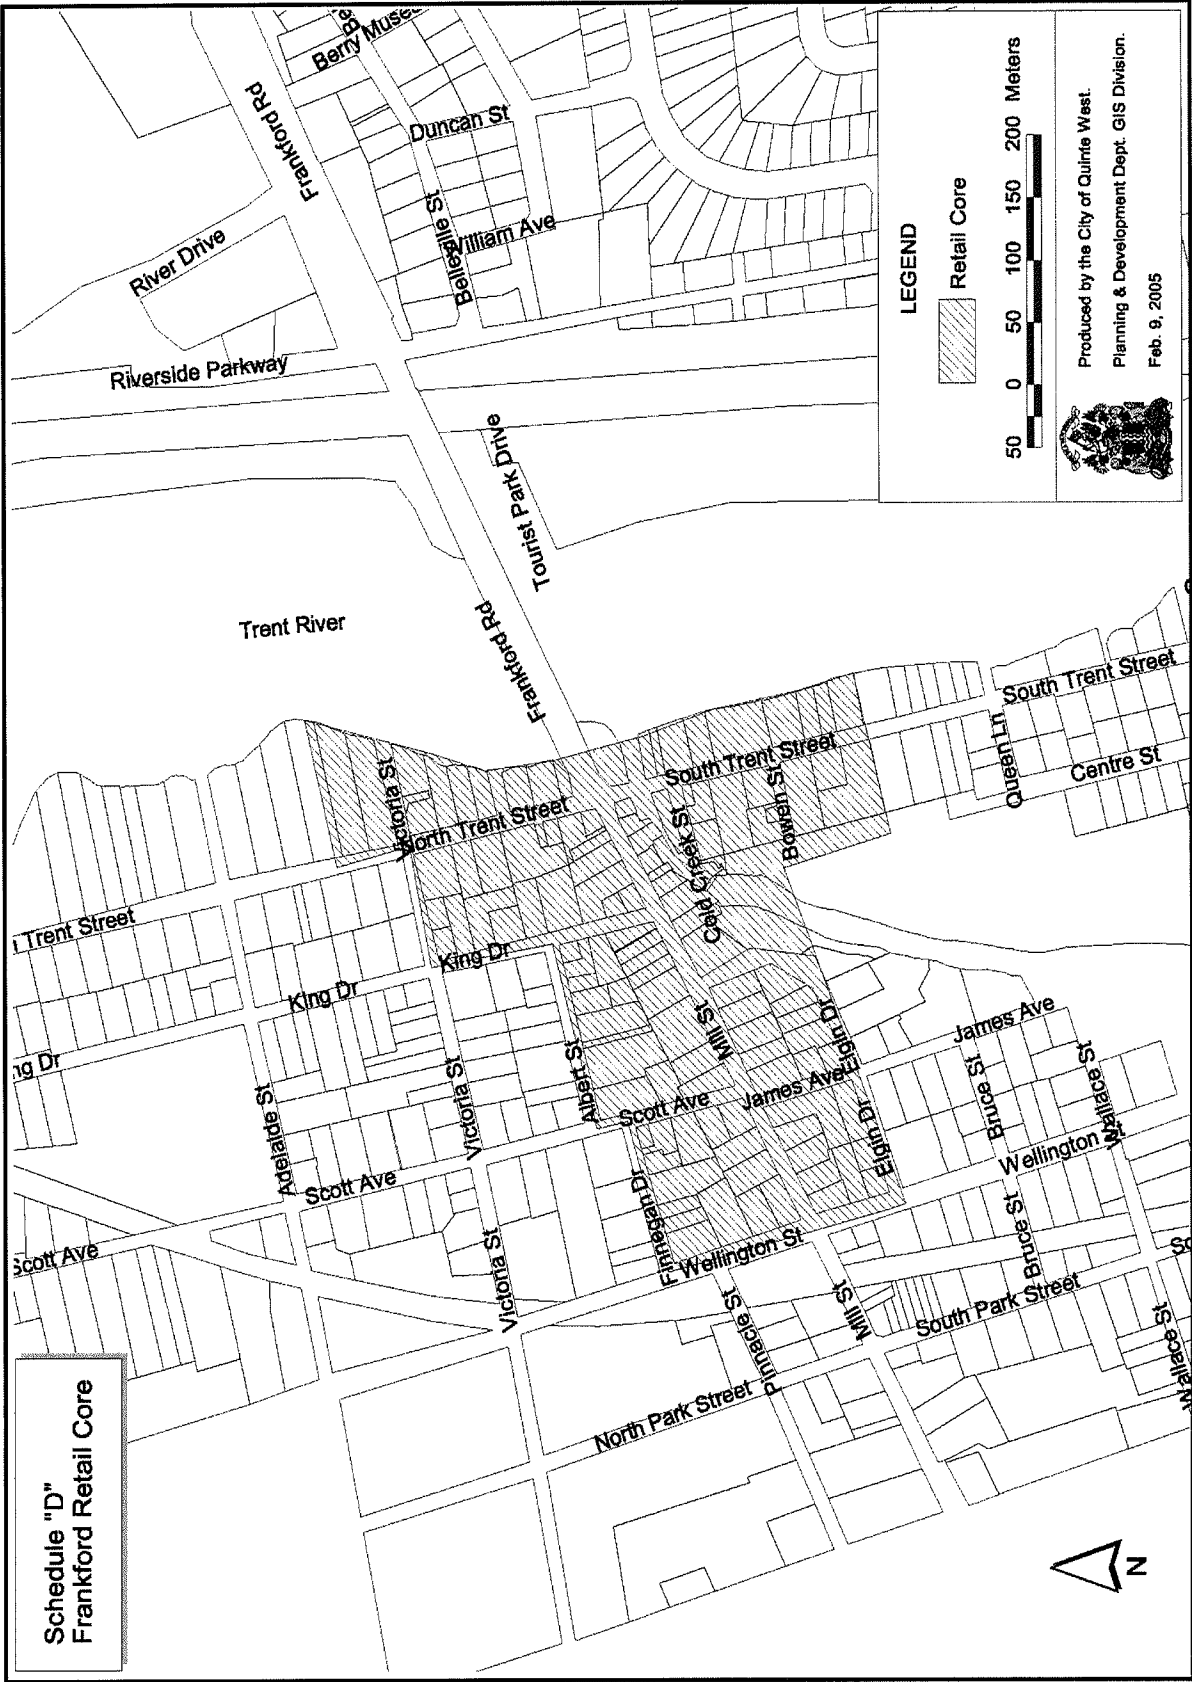 Schedule "D"
Frankford Retail Core
Scott Ave
Scott Ave
Adelaide St
King Dr
ng Dr
Trent Street
Victoria St
Victoria St
Victoria St
King Dr
North Trent Street
Trent River
Riverside Parkway
River Drive
Frankford Rd
Frankford Rd
Tourist Park Drive
Belleville St
William Ave
Duncan St
Berry Muse
Be
Albert St
Scott Ave
Finnegan Dr
Wellington St
Pinnacle St
North Park Street
Mill St
Mill St
James Ave
Elgin Dr
Elgin Dr
Cold Creek St
South Trent Street
Bowen St
Queen Ln
South Trent Street
Centre St
James Ave
Bruce St
Bruce St
Wallace St
Wellington St
South Park Street
Wallace St
So
N
LEGEND
Retail Core
50 0 50 100 150 200 Meters
Produced by the City of Quinte West.
Planning & Development Dept. GIS Division.
Feb. 9, 2005